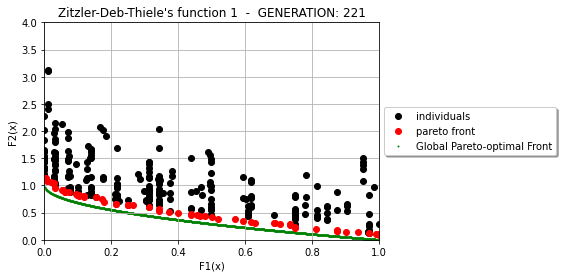 Zitzler-Deb-Thiele's function 1 - GENERATION: 221
4.0
3.5
3.0
2.5
2.0
1.5
1.0
0.5
0.0
F2(x)
0.0 0.2 0.4 0.6 0.8 1.0
F1(x)
individuals
pareto front
Global Pareto-optimal Front